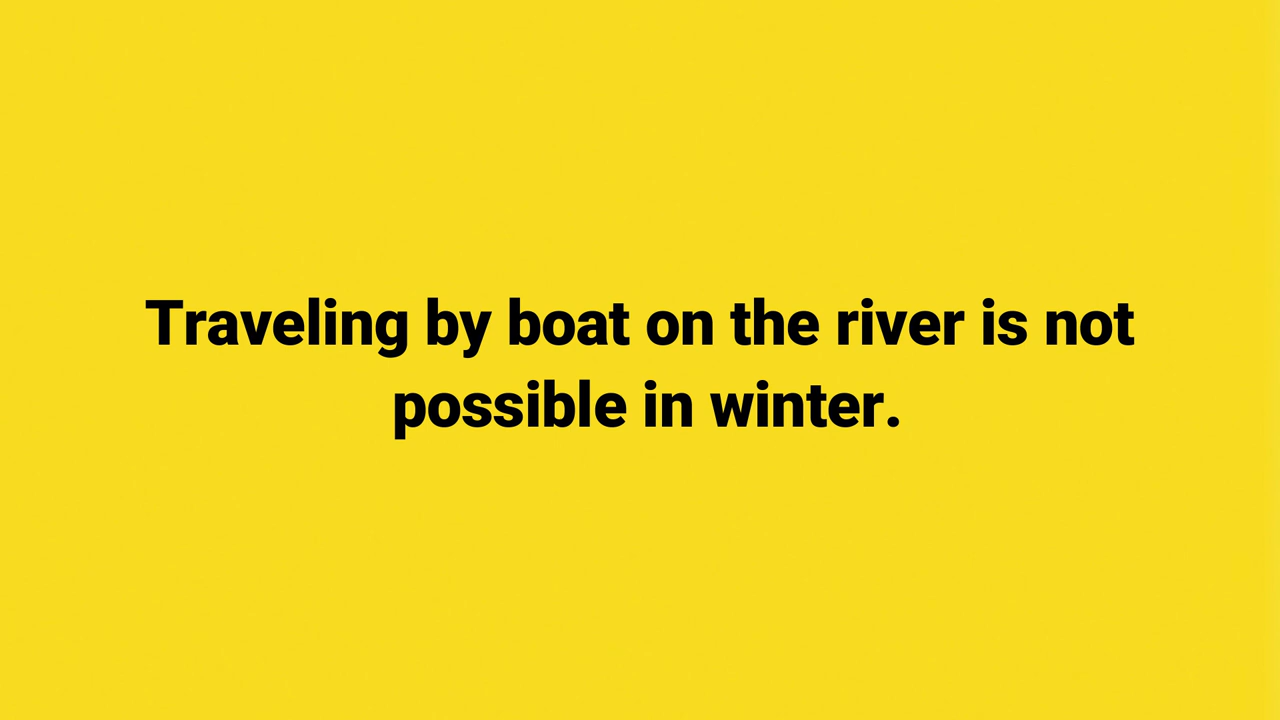 Traveling by boat on the river is not
possible in winter.